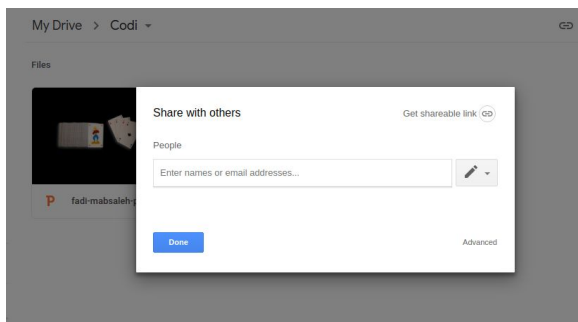 My Drive > Codi
Files
Share with others
Get shareable link
People
Enter names or email addresses...
fadi-mabsaleh-p
Done
Advanced